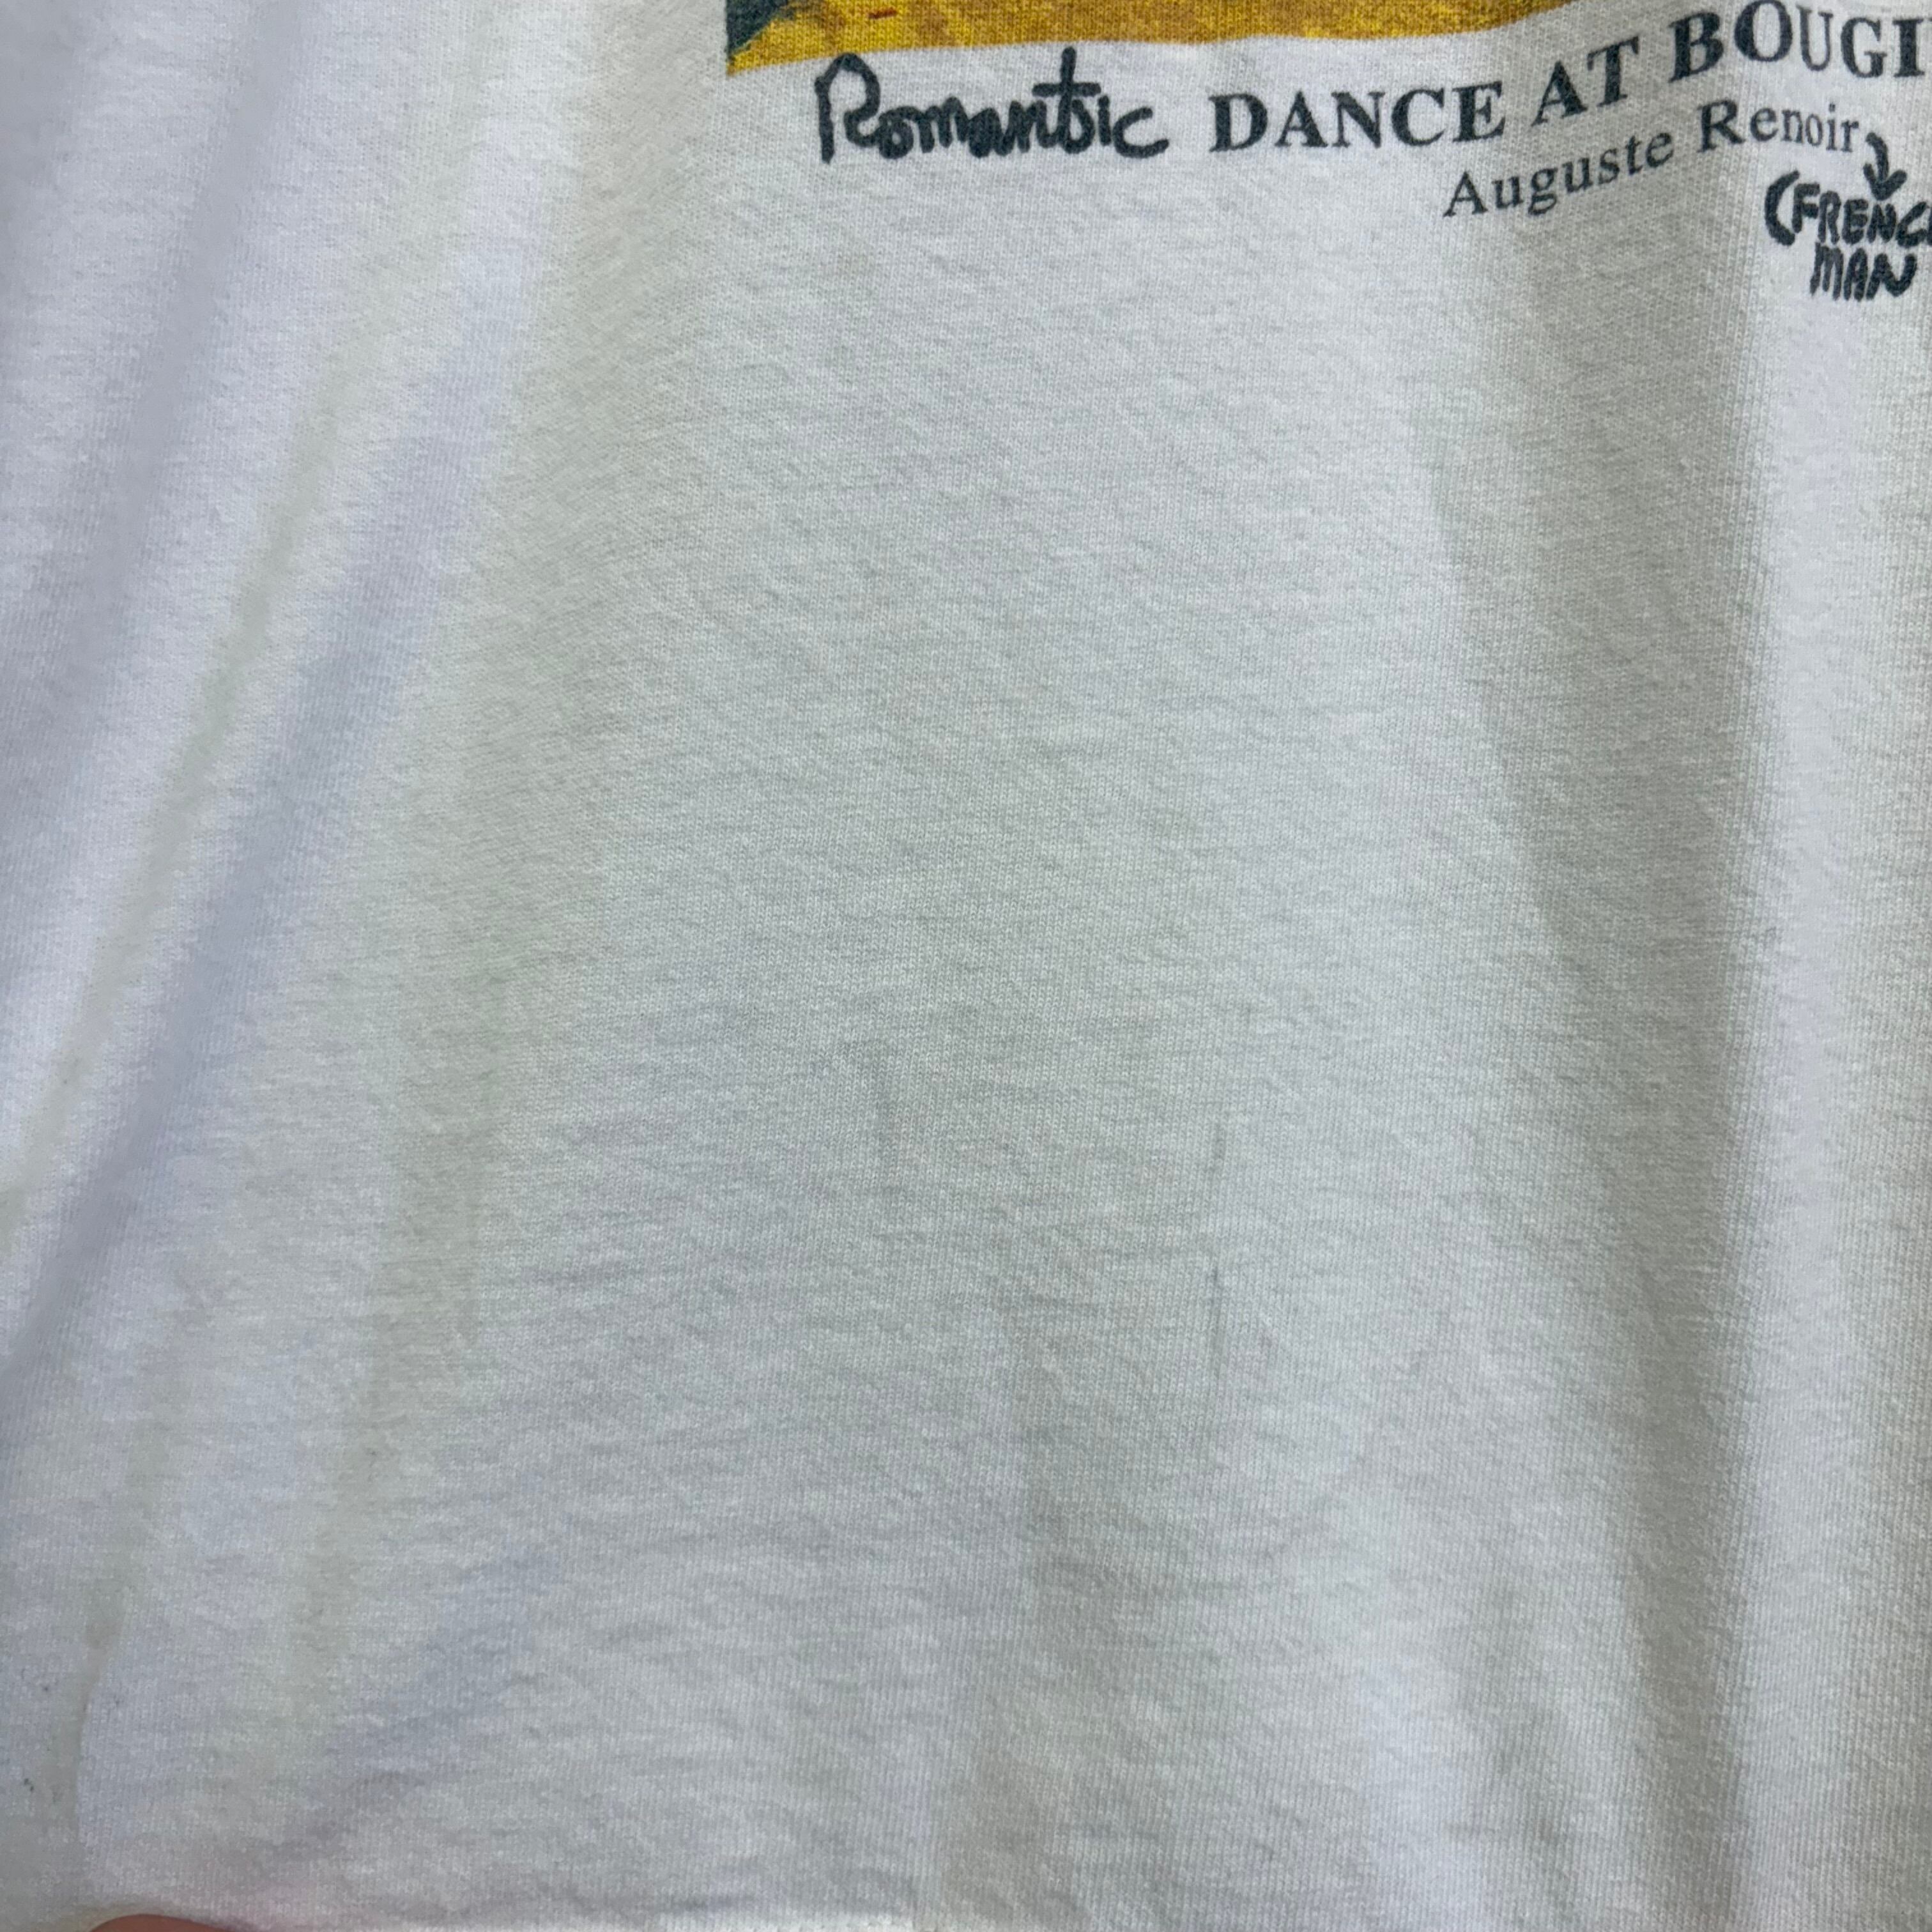 Romantic DANCE AT BOUGI
Auguste Renoir
(FRENC
MAN